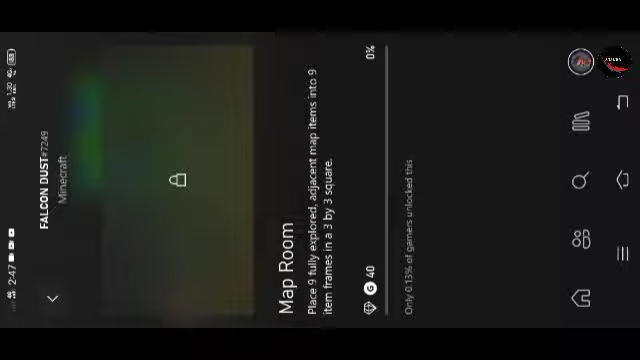 2:47
FALCON DUST#7249
Minecraft
Map Room
Place 9 fully explored, adjacent map items into 9
item frames in a 3 by 3 square.
G 40
0%
Only 0.13% of gamers unlocked this